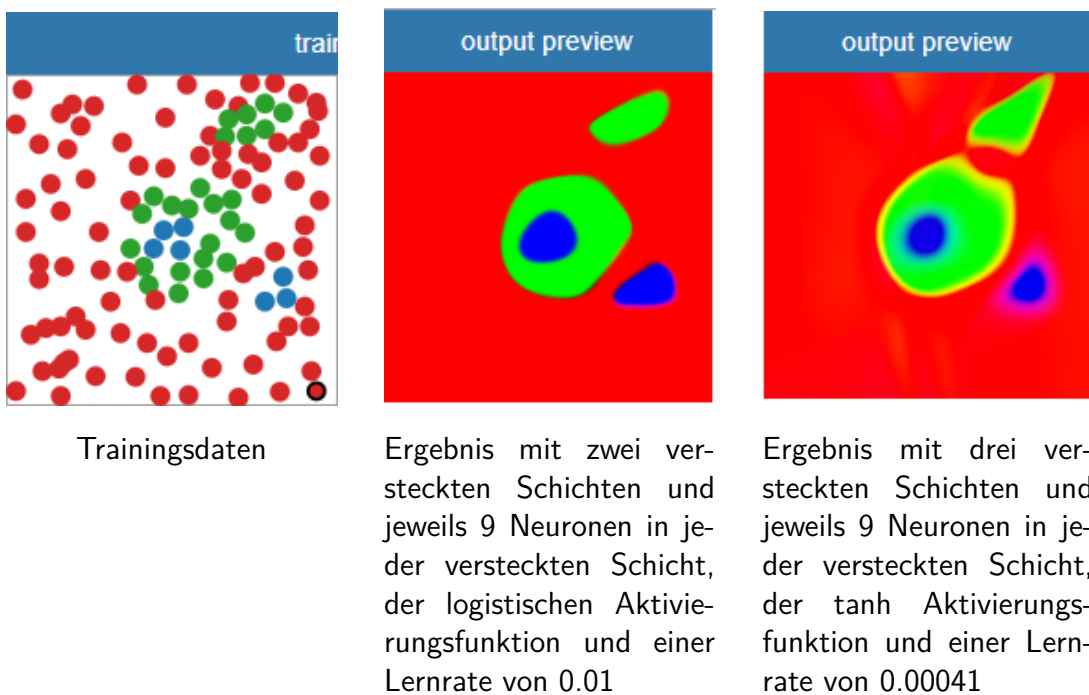 trair
output preview
output preview
Trainingsdaten
Ergebnis mit zwei ver-
steckten Schichten und
jeweils 9 Neuronen in je-
der versteckten Schicht,
der logistischen Aktivie-
rungsfunktion und einer
Lernrate von 0.01
Ergebnis mit drei ver-
steckten Schichten und
jeweils 9 Neuronen in je-
der versteckten Schicht,
der tanh Aktivierungs-
funktion und einer Lern-
rate von 0.00041